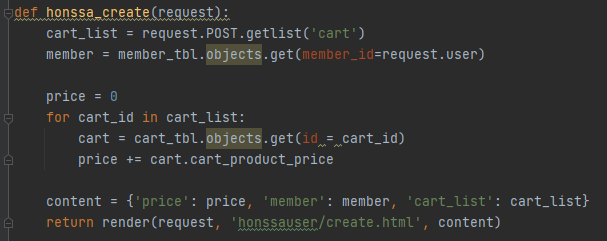 def honssa_create(request):
    cart_list = request.POST.getlist('cart')
    member = member_tbl.objects.get(member_id=request.user)
    price = 0
    for cart_id in cart_list:
        cart = cart_tbl.objects.get(id = cart_id)
        price += cart.cart_product_price
    content = {'price': price, 'member': member, 'cart_list': cart_list}
    return render(request, 'honssauser/create.html', content)